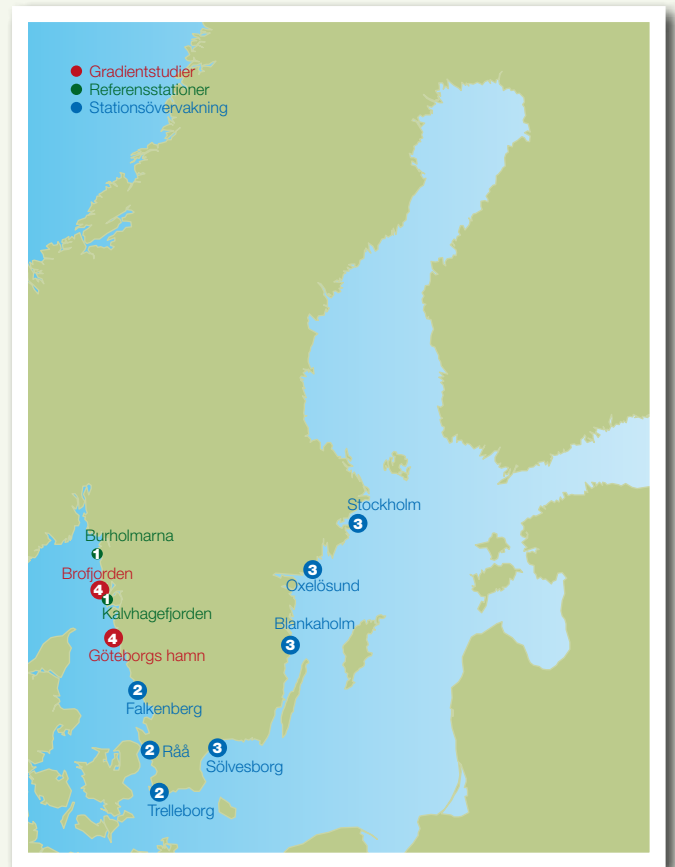 Gradientstudier
Referensstationer
Stationsövervakning
Stockholm
3
Burholmarna
1
Brofjorden
3
Oxelösund
4
1
Kalvhagefjorden
Blankaholm
4
3
Göteborgs hamn
2
Falkenberg
2 Råå
3
Sölvesborg
2
Trelleborg